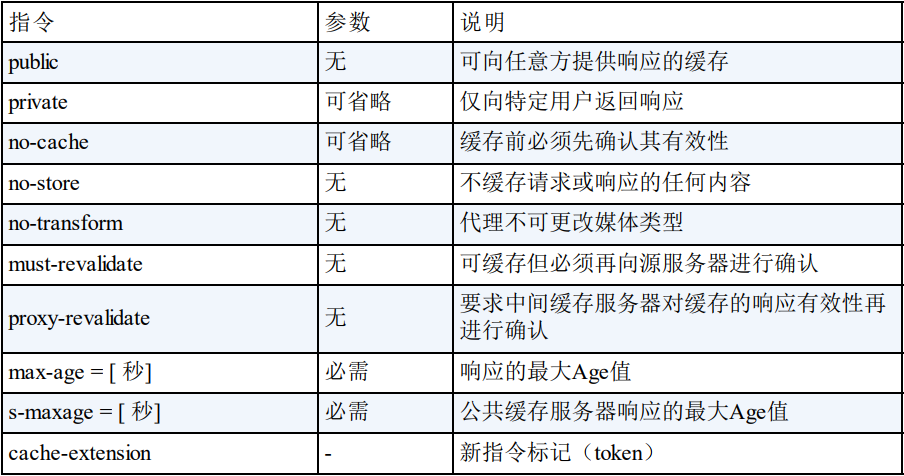 指令 参数 说明
public 无 可向任意方提供响应的缓存
private 可省略 仅向特定用户返回响应
no-cache 可省略 缓存前必须先确认其有效性
no-store 无 不缓存请求或响应的任何内容
no-transform 无 代理不可更改媒体类型
must-revalidate 无 可缓存但必须再向源服务器进行确认
proxy-revalidate 无 要求中间缓存服务器对缓存的响应有效性再
进行确认
max-age = [ 秒] 必需 响应的最大Age值
s-maxage = [ 秒] 必需 公共缓存服务器响应的最大Age值
cache-extension - 新指令标记（token）